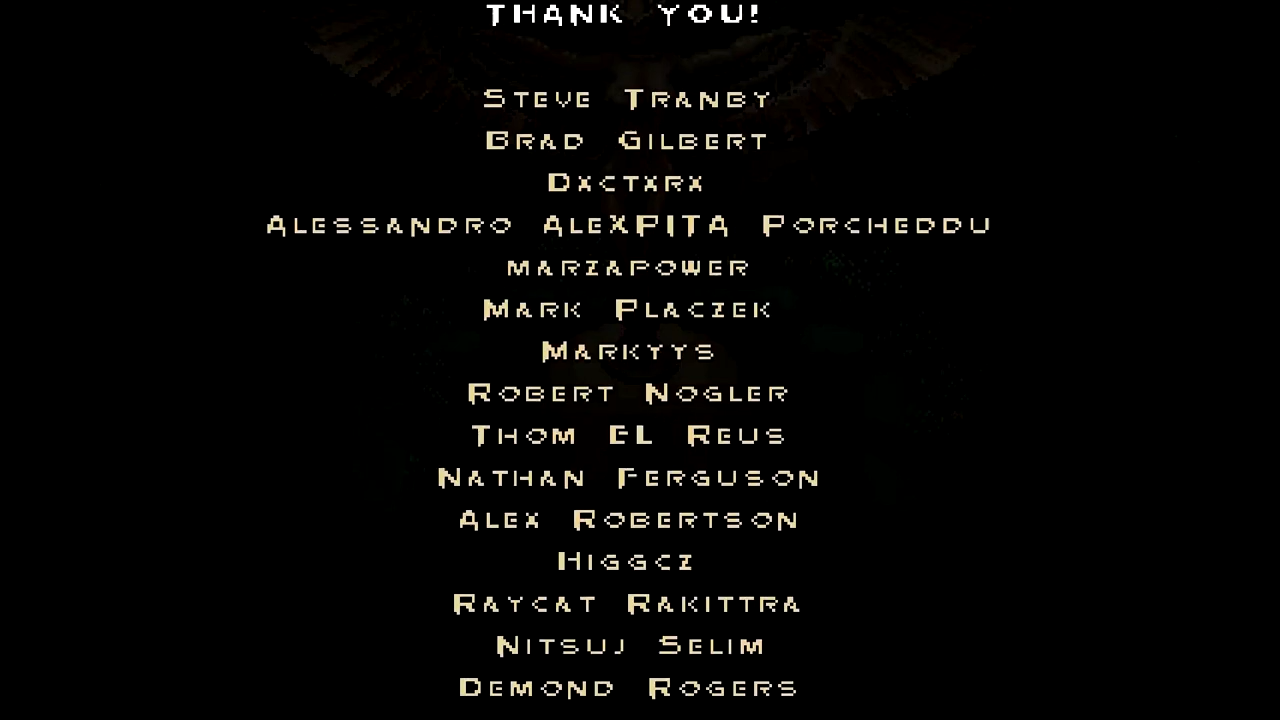 THANK YOU!
Steve Tranby
Brad Gilbert
Dxctxrx
Alessandro AleXPITA Porcheddu
marzapower
Mark Placzek
Markyys
Robert Nogler
Thom EL Reus
Nathan Ferguson
Alex Robertson
Higgcz
Raycat Rakittra
Nitsuj Selim
Demond Rogers